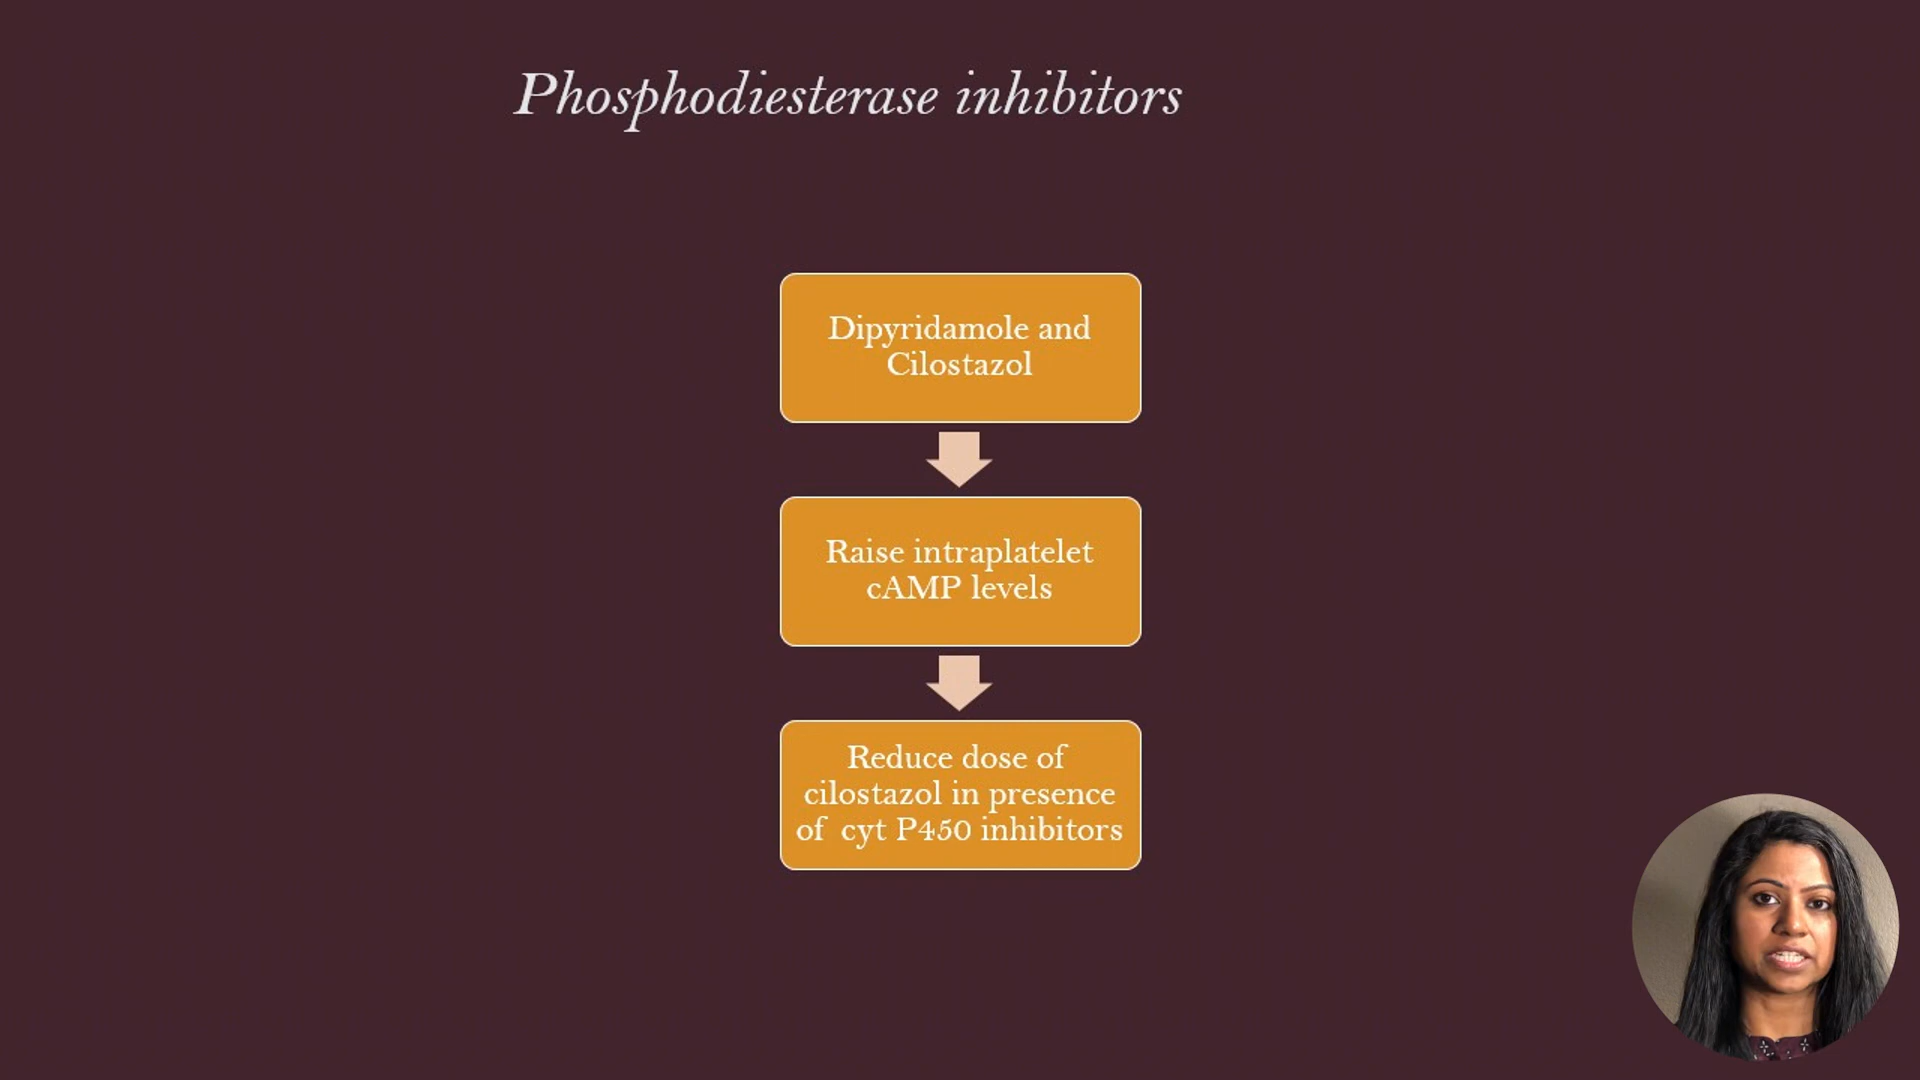 Phosphodiesterase inhibitors
Dipyridamole and
Cilostazol
Raise intraplatelet
cAMP levels
Reduce dose of
cilostazol in presence
of cyt P450 inhibitors